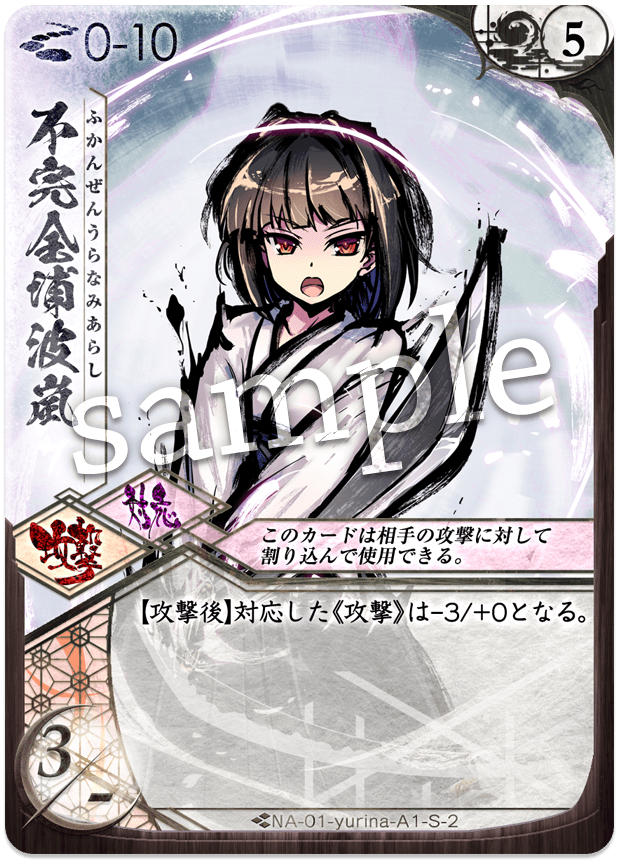 0-10
5
不完全浦波嵐
ふかんぜんうらなみあらし
sample
対応
攻撃
このカードは相手の攻撃に対して
割り込んで使用できる。
【攻撃後】対応した《攻撃》は-3/+0となる。
3/-
NA-01-yurina-A1-S-2